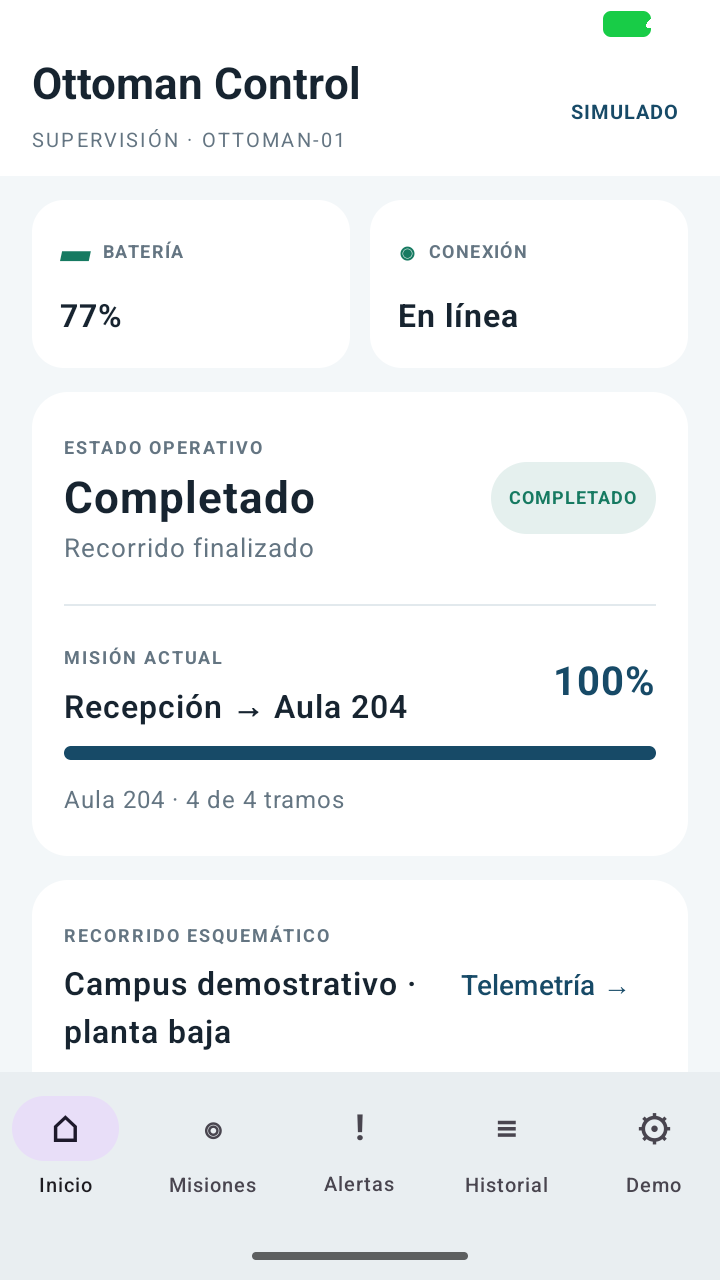 Ottoman Control
SUPERVISIÓN · OTTOMAN-01
SIMULADO
BATERÍA
77%
CONEXIÓN
En línea
ESTADO OPERATIVO
Completado
Recorrido finalizado
COMPLETADO
MISIÓN ACTUAL
Recepción → Aula 204
100%
Aula 204 · 4 de 4 tramos
RECORRIDO ESQUEMÁTICO
Campus demostrativo ·
planta baja
Telemetría →
Inicio
Misiones
Alertas
Historial
Demo